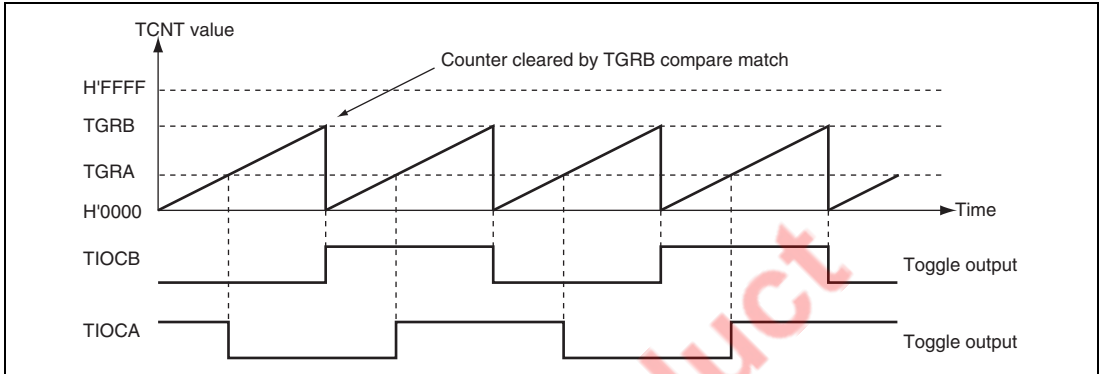 TCNT value
Counter cleared by TGRB compare match
H'FFFF
TGRB
TGRA
H'0000
Time
TIOCB
Toggle output
TIOCA
Toggle output